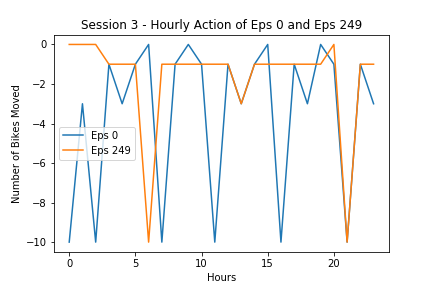 Session 3 - Hourly Action of Eps 0 and Eps 249
Number of Bikes Moved
0
−2
−4
−6
−8
−10
Eps 0
Eps 249
0
5
10
15
20
Hours